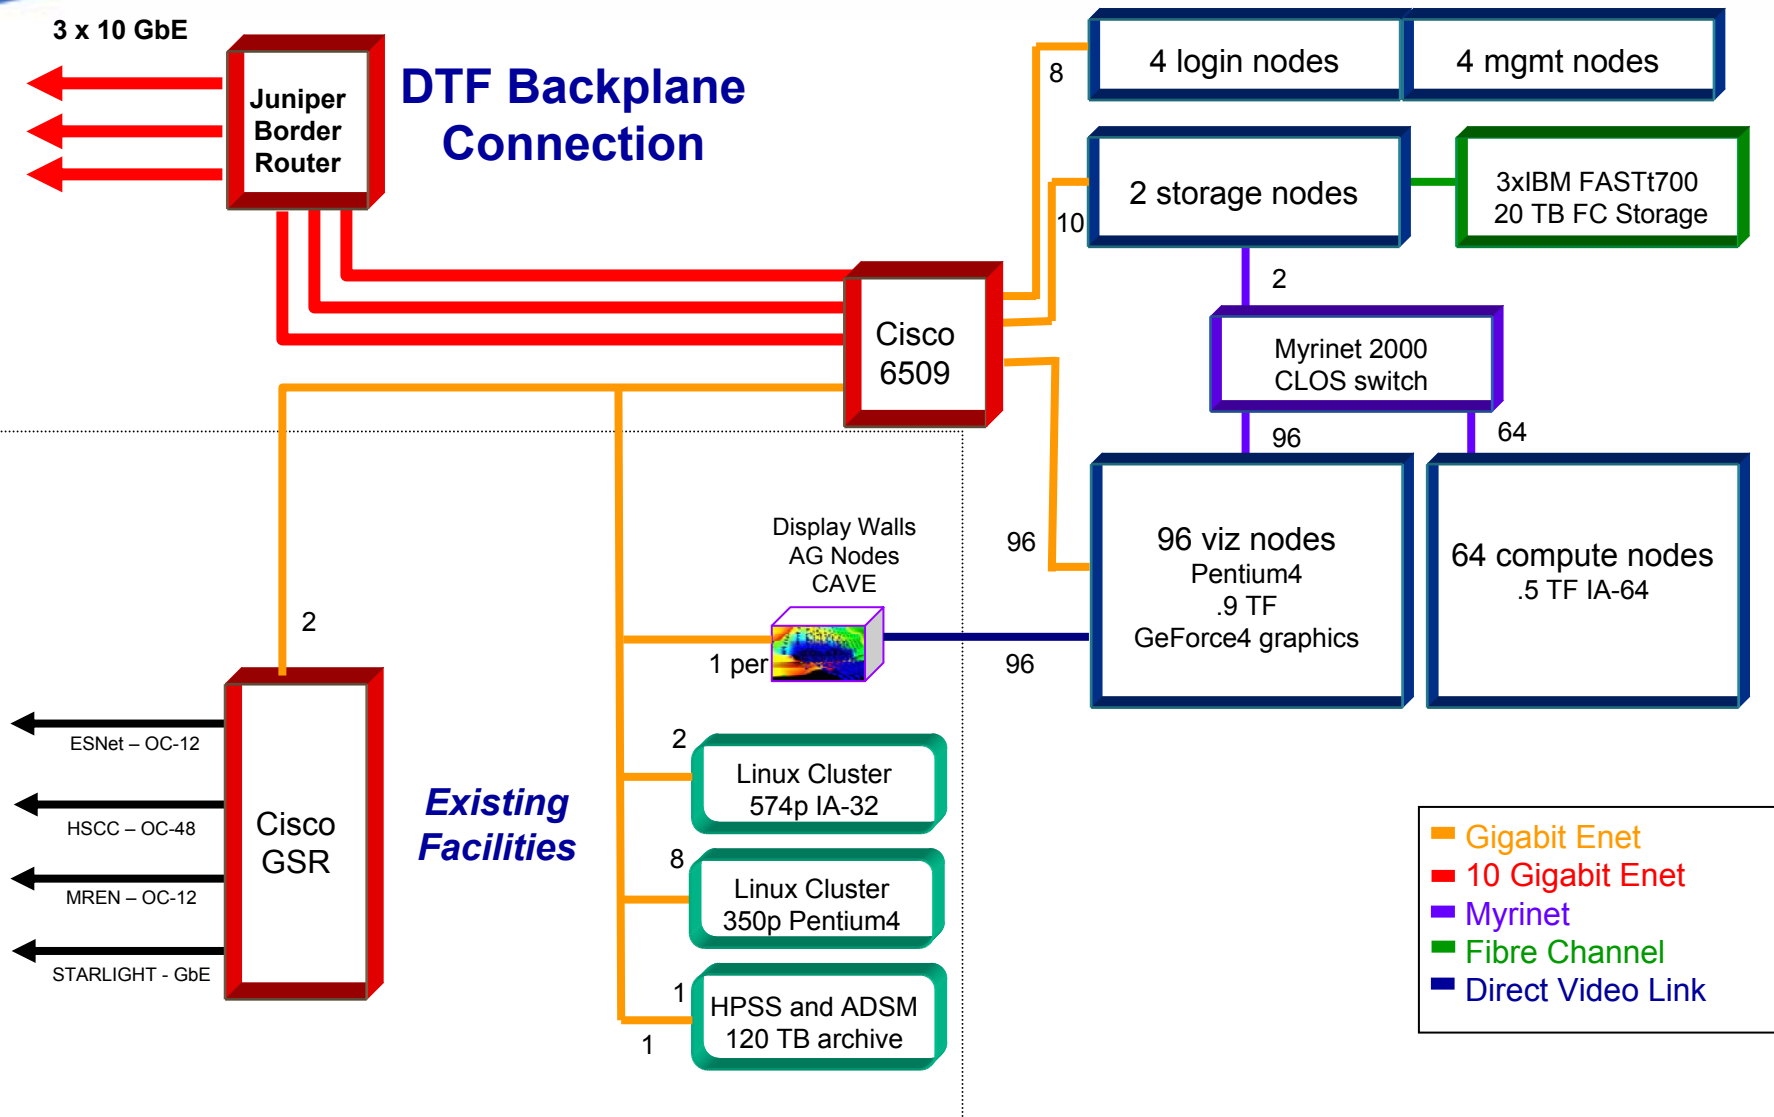 3 x 10 GbE
Juniper
Border
Router
DTF Backplane
Connection
8
4 login nodes
4 mgmt nodes
10
2 storage nodes
3xIBM FASTt700
20 TB FC Storage
2
Cisco
6509
Myrinet 2000
CLOS switch
96
64
96
96 viz nodes
Pentium4
.9 TF
GeForce4 graphics
64 compute nodes
.5 TF IA-64
Display Walls
AG Nodes
CAVE
1 per
96
2
Cisco
GSR
ESNet – OC-12
HSCC – OC-48
MREN – OC-12
STARLIGHT - GbE
Existing
Facilities
2
Linux Cluster
574p IA-32
8
Linux Cluster
350p Pentium4
1
HPSS and ADSM
120 TB archive
1
Gigabit Enet
10 Gigabit Enet
Myrinet
Fibre Channel
Direct Video Link